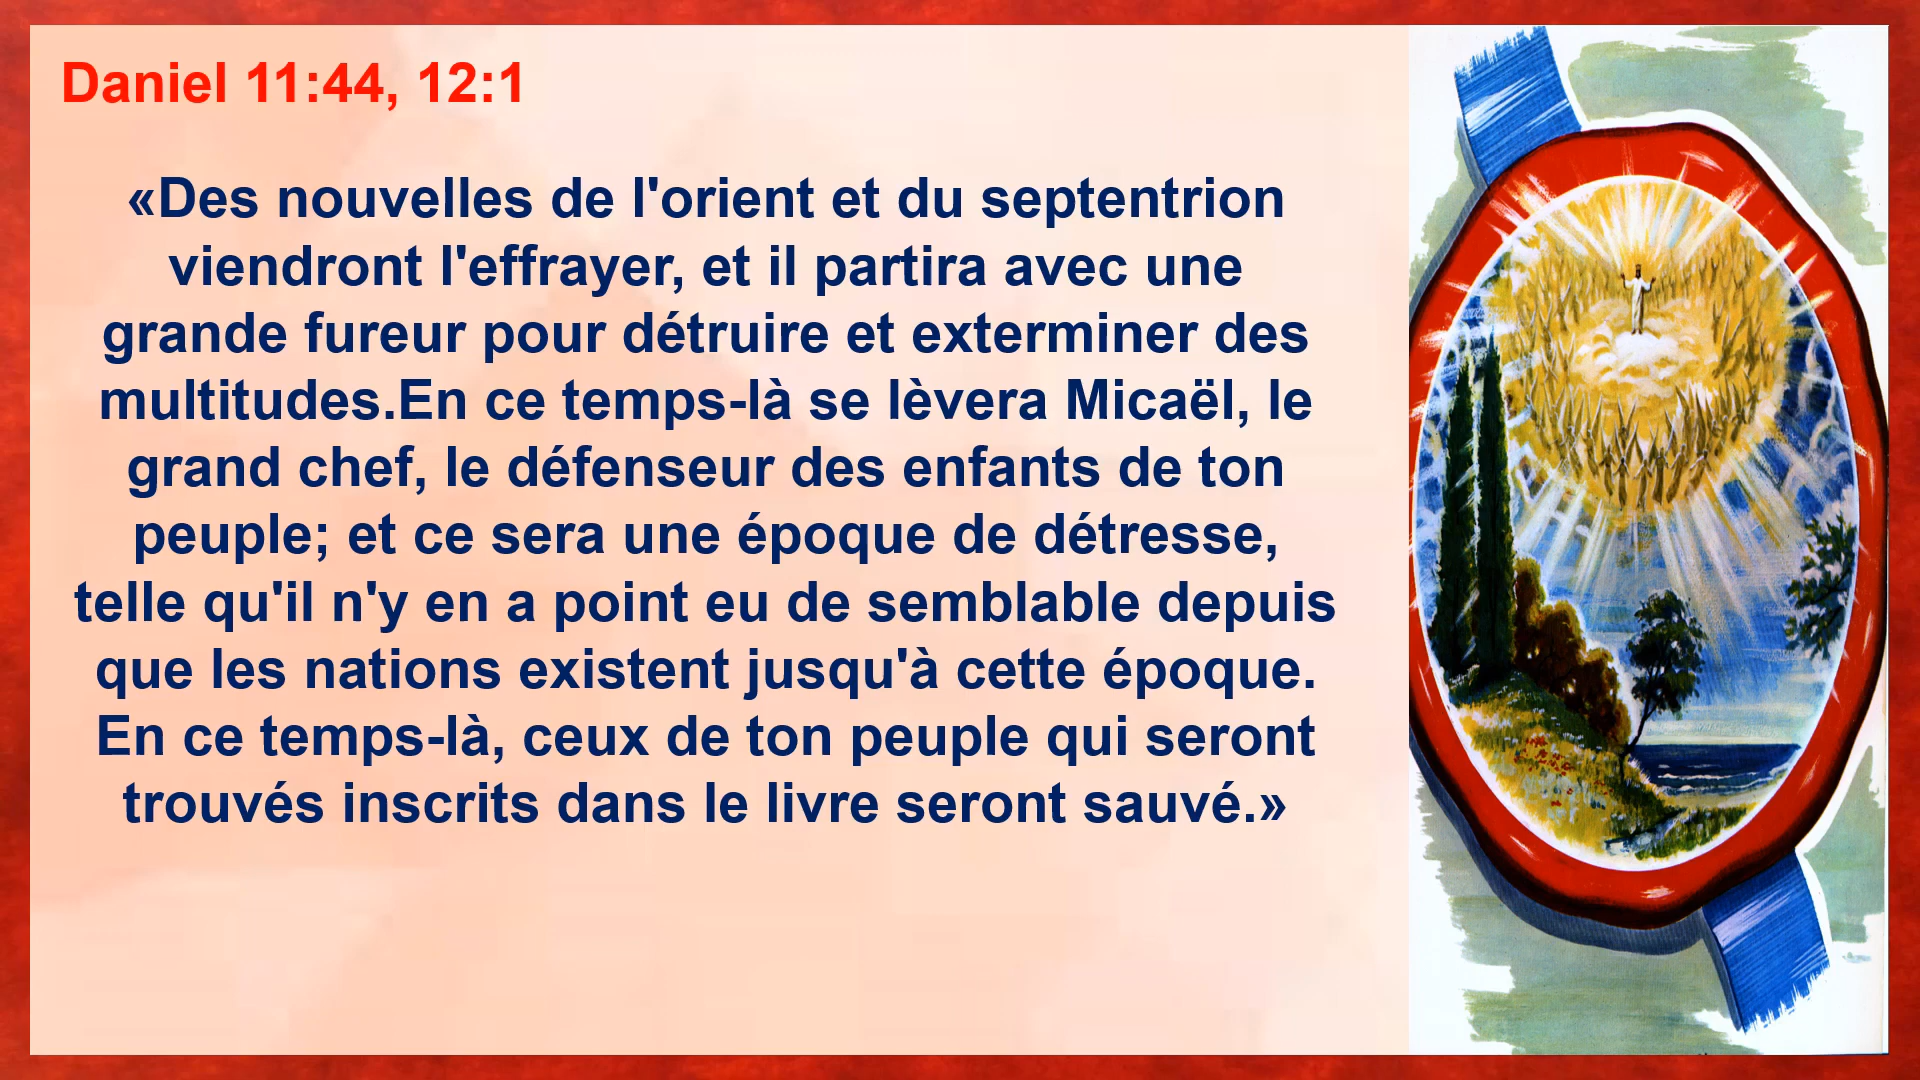 Daniel 11:44, 12:1
«Des nouvelles de l'orient et du septentrion
viendront l'effrayer, et il partira avec une
grande fureur pour détruire et exterminer des
multitudes.En ce temps-là se lèvera Micaël, le
grand chef, le défenseur des enfants de ton
peuple; et ce sera une époque de détresse,
telle qu'il n'y en a point eu de semblable depuis
que les nations existent jusqu'à cette époque.
En ce temps-là, ceux de ton peuple qui seront
trouvés inscrits dans le livre seront sauvé.»